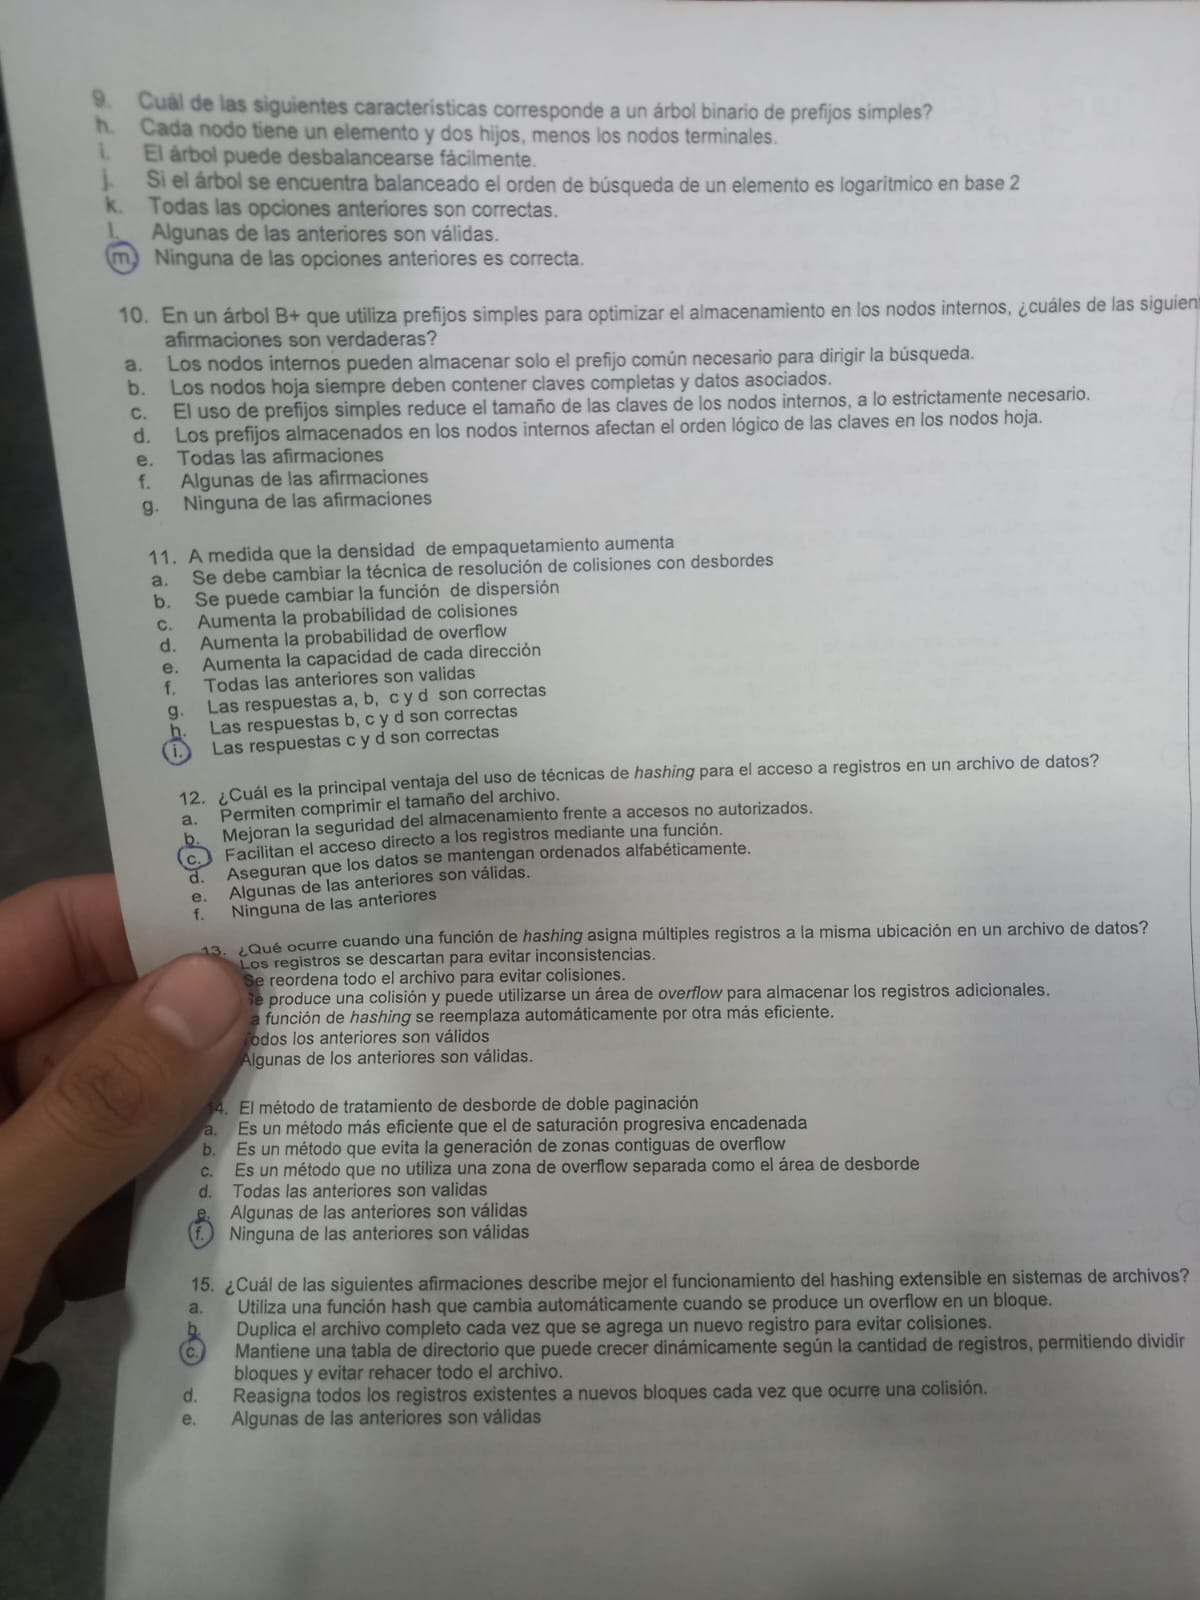 9. Cuál de las siguientes características corresponde a un árbol binario de prefijos simples?
h. Cada nodo tiene un elemento y dos hijos, menos los nodos terminales.
i. El árbol puede desbalancearse fácilmente.
j. Si el árbol se encuentra balanceado el orden de búsqueda de un elemento es logarítmico en base 2
k. Todas las opciones anteriores son correctas.
l. Algunas de las anteriores son válidas.
m. Ninguna de las opciones anteriores es correcta.
10. En un árbol B+ que utiliza prefijos simples para optimizar el almacenamiento en los nodos internos, ¿cuáles de las siguient
afirmaciones son verdaderas?
a. Los nodos internos pueden almacenar solo el prefijo común necesario para dirigir la búsqueda.
b. Los nodos hoja siempre deben contener claves completas y datos asociados.
c. El uso de prefijos simples reduce el tamaño de las claves de los nodos internos, a lo estrictamente necesario.
d. Los prefijos almacenados en los nodos internos afectan el orden lógico de las claves en los nodos hoja.
e. Todas las afirmaciones
f. Algunas de las afirmaciones
g. Ninguna de las afirmaciones
11. A medida que la densidad de empaquetamiento aumenta
a. Se debe cambiar la técnica de resolución de colisiones con desbordes
b. Se puede cambiar la función de dispersión
c. Aumenta la probabilidad de colisiones
d. Aumenta la probabilidad de overflow
e. Aumenta la capacidad de cada dirección
f. Todas las anteriores son validas
g. Las respuestas a, b, c y d son correctas
h. Las respuestas b, c y d son correctas
i. Las respuestas c y d son correctas
12. ¿Cuál es la principal ventaja del uso de técnicas de hashing para el acceso a registros en un archivo de datos?
a. Permiten comprimir el tamaño del archivo.
b. Mejoran la seguridad del almacenamiento frente a accesos no autorizados.
c. Facilitan el acceso directo a los registros mediante una función.
d. Aseguran que los datos se mantengan ordenados alfabéticamente.
e. Algunas de las anteriores son válidas.
f. Ninguna de las anteriores
13. ¿Qué ocurre cuando una función de hashing asigna múltiples registros a la misma ubicación en un archivo de datos?
Los registros se descartan para evitar inconsistencias.
Se reordena todo el archivo para evitar colisiones.
Se produce una colisión y puede utilizarse un área de overflow para almacenar los registros adicionales.
a función de hashing se reemplaza automáticamente por otra más eficiente.
Todos los anteriores son válidos
Algunas de los anteriores son válidas.
14. El método de tratamiento de desborde de doble paginación
a. Es un método más eficiente que el de saturación progresiva encadenada
b. Es un método que evita la generación de zonas contiguas de overflow
c. Es un método que no utiliza una zona de overflow separada como el área de desborde
d. Todas las anteriores son validas
e. Algunas de las anteriores son válidas
f. Ninguna de las anteriores son válidas
15. ¿Cuál de las siguientes afirmaciones describe mejor el funcionamiento del hashing extensible en sistemas de archivos?
a. Utiliza una función hash que cambia automáticamente cuando se produce un overflow en un bloque.
b. Duplica el archivo completo cada vez que se agrega un nuevo registro para evitar colisiones.
c. Mantiene una tabla de directorio que puede crecer dinámicamente según la cantidad de registros, permitiendo dividir
bloques y evitar rehacer todo el archivo.
d. Reasigna todos los registros existentes a nuevos bloques cada vez que ocurre una colisión.
e. Algunas de las anteriores son válidas